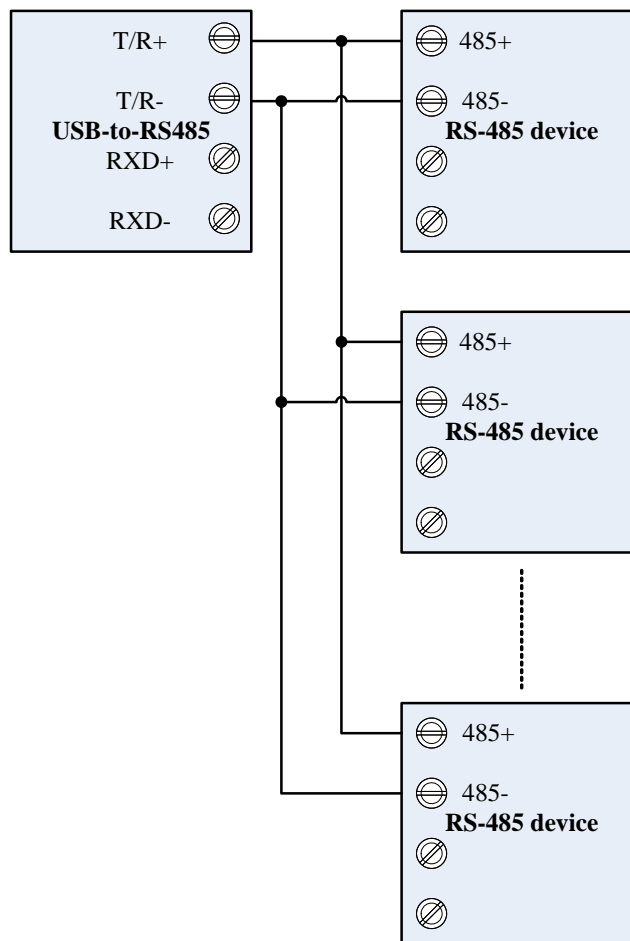 T/R+
T/R-
USB-to-RS485
RXD+
RXD-
485+
485-
RS-485 device
485+
485-
RS-485 device
485+
485-
RS-485 device